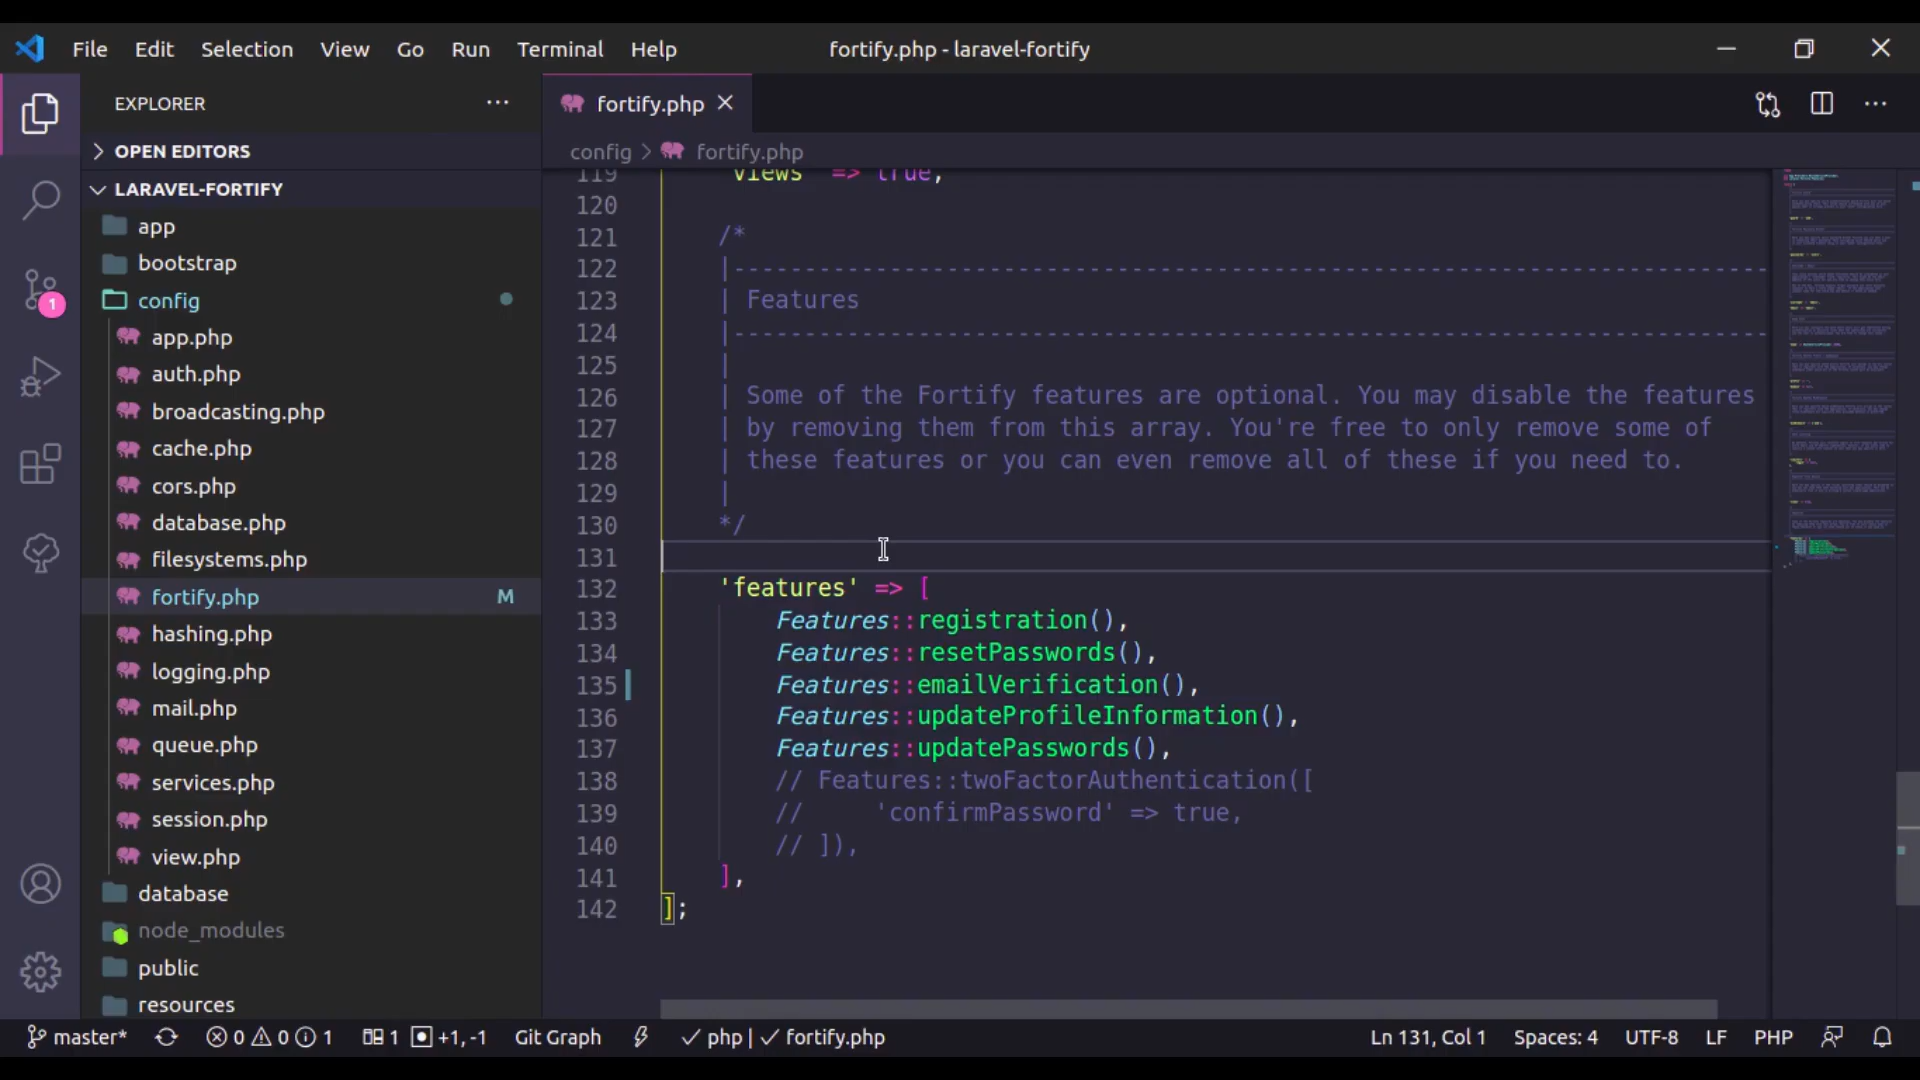 File Edit Selection View Go Run Terminal Help fortify.php - laravel-fortify
EXPLORER
OPEN EDITORS
LARAVEL-FORTIFY
app
bootstrap
config
app.php
auth.php
broadcasting.php
cache.php
cors.php
database.php
filesystems.php
fortify.php M
hashing.php
logging.php
mail.php
queue.php
services.php
session.php
view.php
database
node_modules
public
resources
1
fortify.php
config > fortify.php
119 'views' => true,
120
121 /*
122 |--------------------------------------------------------------------------
123 | Features
124 |--------------------------------------------------------------------------
125 |
126 | Some of the Fortify features are optional. You may disable the features
127 | by removing them from this array. You're free to only remove some of
128 | these features or you can even remove all of these if you need to.
129 |
130 */
131
132 'features' => [
133 Features::registration(),
134 Features::resetPasswords(),
135 Features::emailVerification(),
136 Features::updateProfileInformation(),
137 Features::updatePasswords(),
138 // Features::twoFactorAuthentication([
139 //     'confirmPassword' => true,
140 // ]),
141 ],
142 ];
master* 0 0 1 1 +1, -1 Git Graph php | fortify.php Ln 131, Col 1 Spaces: 4 UTF-8 LF PHP